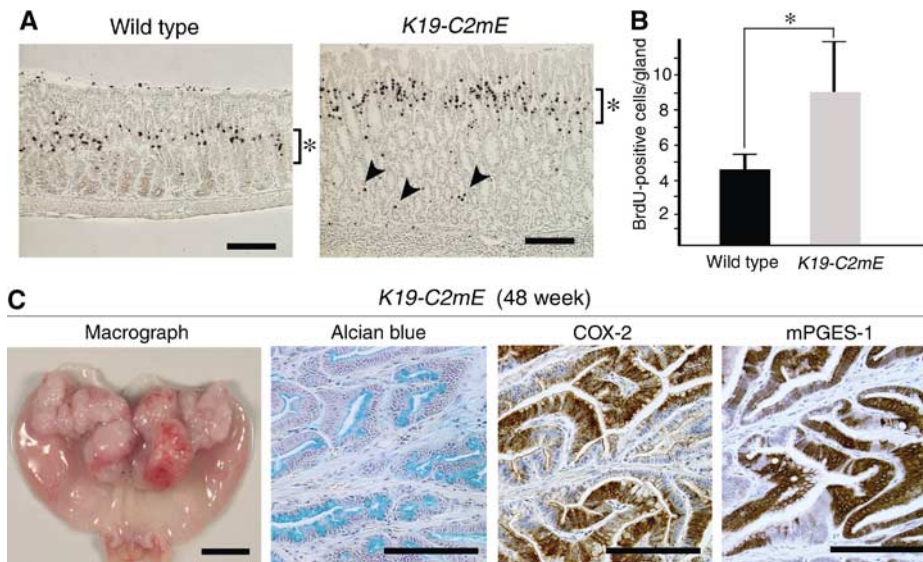 A
Wild type
K19-C2mE
*
*
B
*
BrdU-positive cells/gland
10
8
6
4
2
Wild type
K19-C2mE
C
K19-C2mE (48 week)
Macrograph
Alcian blue
COX-2
mPGES-1